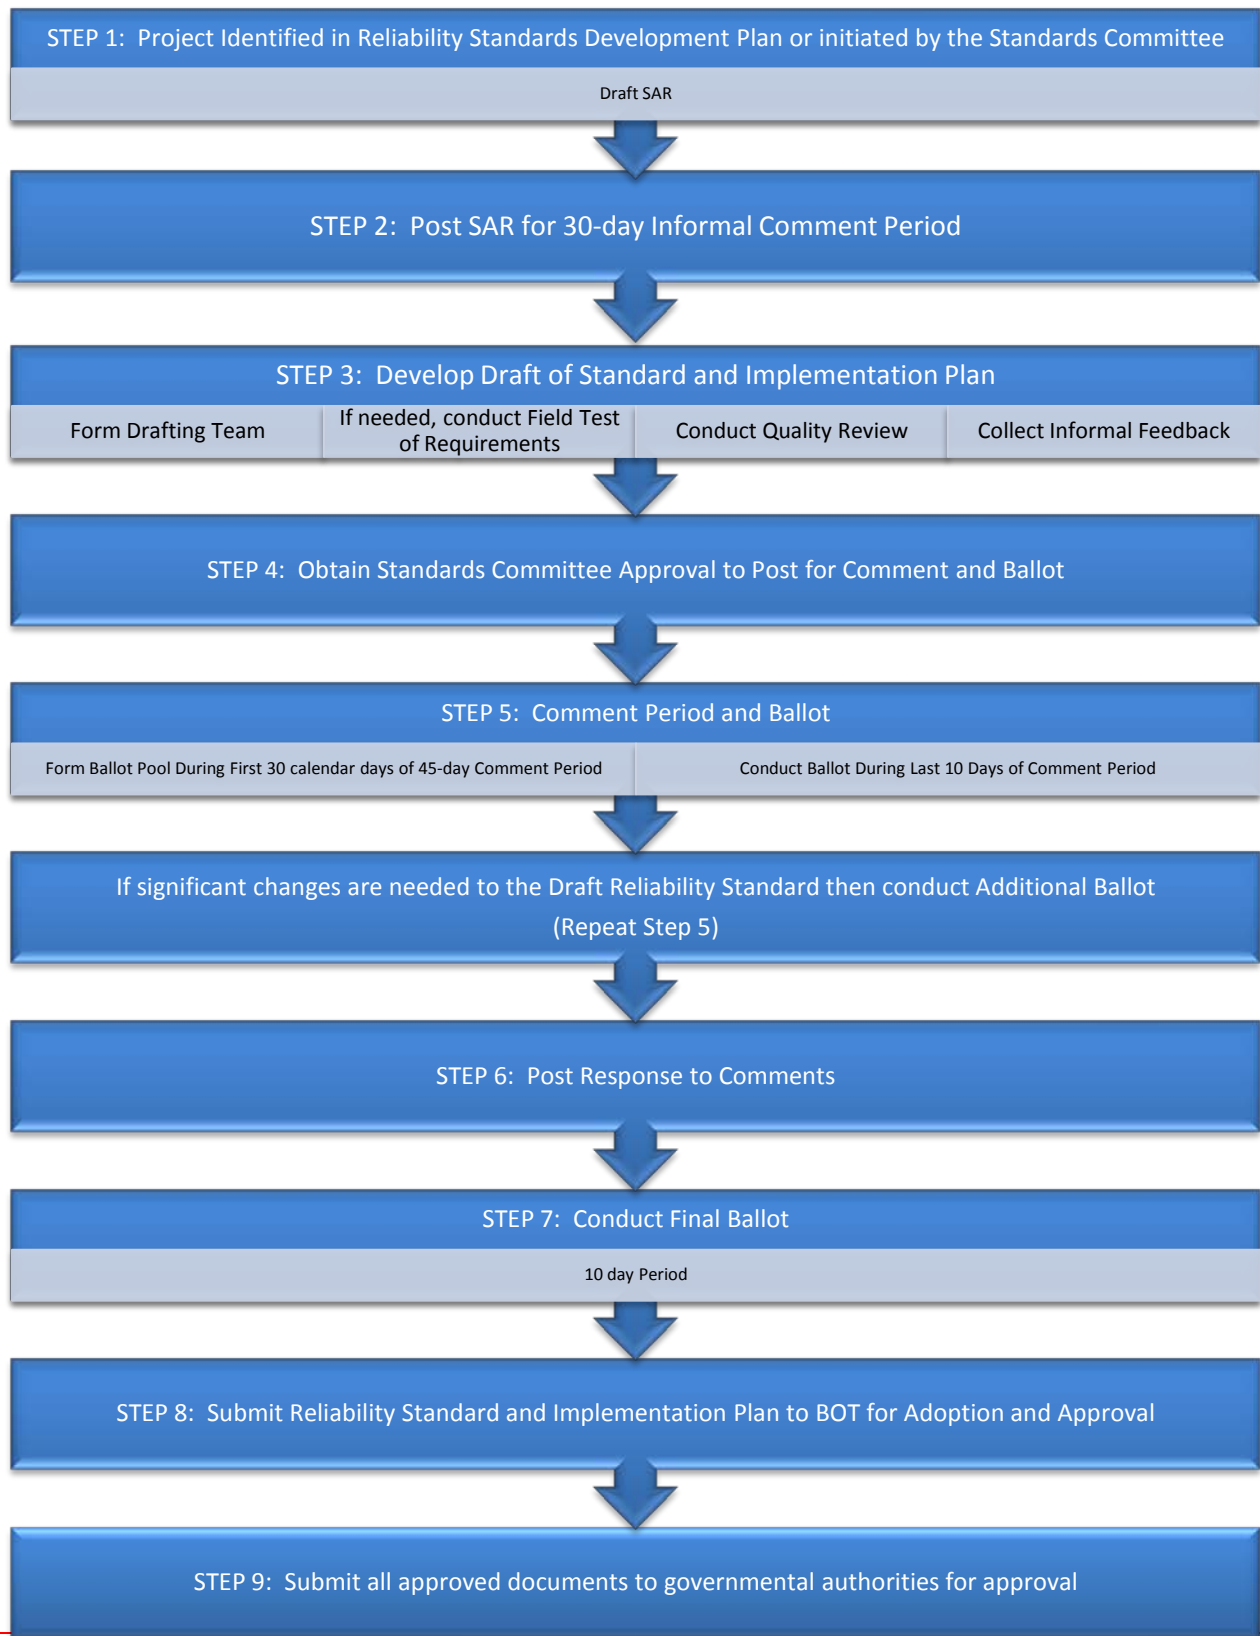 STEP 1: Project Identified in Reliability Standards Development Plan or initiated by the Standards Committee
Draft SAR
STEP 2: Post SAR for 30-day Informal Comment Period
STEP 3: Develop Draft of Standard and Implementation Plan
Form Drafting Team
If needed, conduct Field Test
of Requirements
Conduct Quality Review
Collect Informal Feedback
STEP 4: Obtain Standards Committee Approval to Post for Comment and Ballot
STEP 5: Comment Period and Ballot
Form Ballot Pool During First 30 calendar days of 45-day Comment Period
Conduct Ballot During Last 10 Days of Comment Period
If significant changes are needed to the Draft Reliability Standard then conduct Additional Ballot
(Repeat Step 5)
STEP 6: Post Response to Comments
STEP 7: Conduct Final Ballot
10 day Period
STEP 8: Submit Reliability Standard and Implementation Plan to BOT for Adoption and Approval
STEP 9: Submit all approved documents to governmental authorities for approval